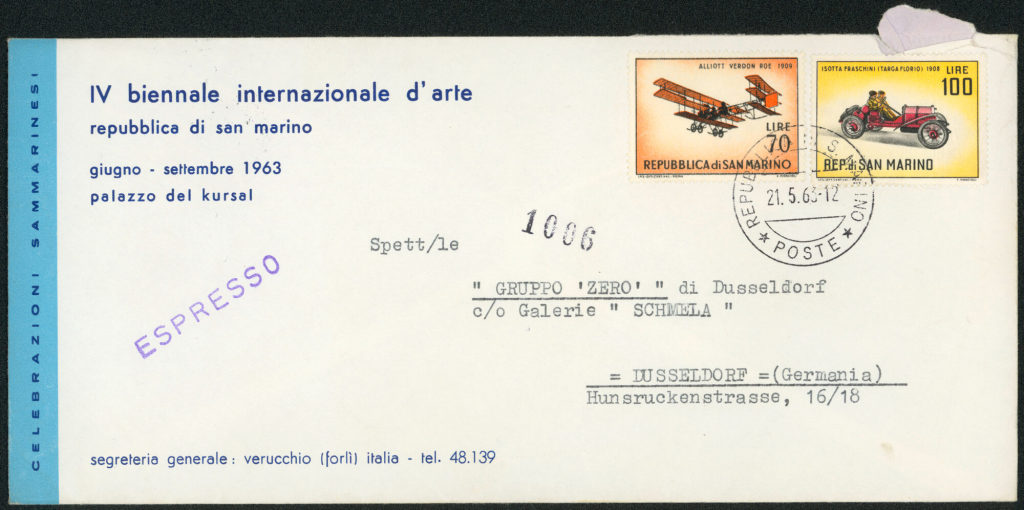 CELEBRAZIONI SAMMARINESI
IV biennale internazionale d'arte
repubblica di san marino
giugno - settembre 1963
palazzo del kursal
ALLIOTT VERDON ROE 1909
LIRE
70
REPUBBLICA di SAN MARINO
ISOTTA FRASCHINI (TARGA FLORIO) 1908
LIRE
100
REP. di SAN MARINO
21.5.63-12
★ POSTE ★
1006
ESPRESSO
Spett/le
" GRUPPO 'ZERO' " di Dusseldorf
c/o Galerie " SCHMELA "
= DUSSELDORF =(Germania)
Hunsruckenstrasse, 16/18
segreteria generale: verucchio (forlì) italia - tel. 48.139